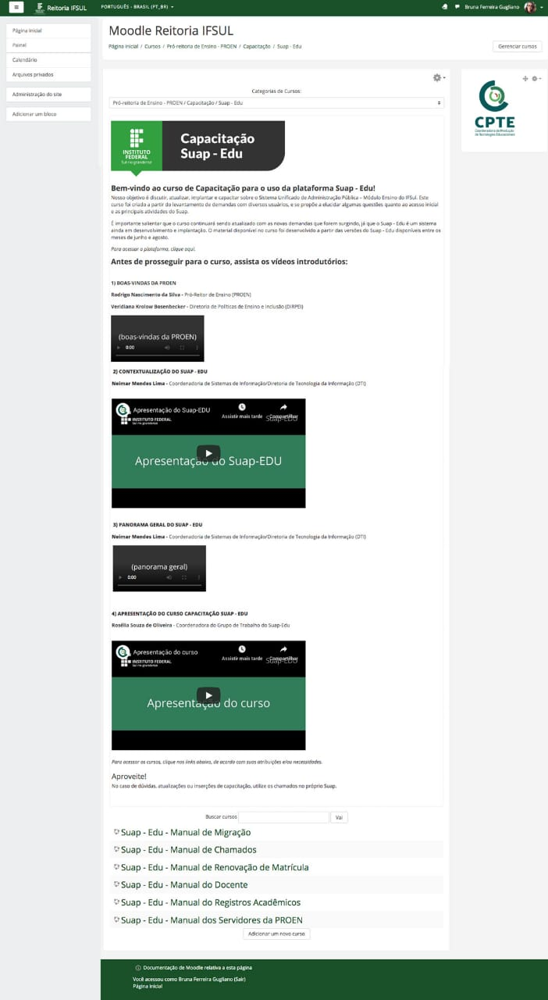 Reitoria IFSUL
PORTUGUÊS - BRASIL (PT_BR)
Bruna Ferreira Gugliano
Página inicial
Painel
Calendário
Arquivos privados
Administração do site
Adicionar um bloco
Moodle Reitoria IFSUL
Página inicial / Cursos / Pró-reitoria de Ensino - PROEN / Capacitação / Suap - Edu
Gerenciar cursos
Categorias de Cursos:
Pró-reitoria de Ensino - PROEN / Capacitação / Suap - Edu
CPTE
Coordenadoria de Produção
de Tecnologias Educacionais
INSTITUTO
FEDERAL
Sul-rio-grandense
Capacitação
Suap - Edu
Bem-vindo ao curso de Capacitação para o uso da plataforma Suap - Edu!
Nosso objetivo é discutir, atualizar, implantar e capacitar sobre o Sistema Unificado de Administração Pública – Módulo Ensino do IFSul. Este
curso foi criado a partir do levantamento de demandas com diversos usuários, e se propõe a elucidar algumas questões quanto ao acesso inicial
e as principais atividades do Suap.
É importante salientar que o curso continuará sendo atualizado com as novas demandas que forem surgindo, já que o Suap - Edu é um sistema
ainda em desenvolvimento e implantação. O material disponível no curso foi desenvolvido a partir das versões do Suap - Edu disponíveis entre os
meses de junho e agosto.
Para acessar a plataforma, clique aqui.
Antes de prosseguir para o curso, assista os vídeos introdutórios:
1) BOAS-VINDAS DA PROEN
Rodrigo Nascimento da Silva - Pró-Reitor de Ensino (PROEN)
Veridiana Krolow Bosenbecker - Diretoria de Políticas de Ensino e Inclusão (DIRPEI)
(boas-vindas da PROEN)
0:00
2) CONTEXTUALIZAÇÃO DO SUAP - EDU
Neimar Mendes Lima - Coordenadoria de Sistemas de Informação/Diretoria de Tecnologia da Informação (DTI)
Apresentação do Suap-EDU
INSTITUTO FEDERAL
Sul-rio-grandense
Assistir mais tarde
Compartilhar
Suap-EDU
Apresentação do Suap-EDU
3) PANORAMA GERAL DO SUAP - EDU
Neimar Mendes Lima - Coordenadoria de Sistemas de Informação/Diretoria de Tecnologia da Informação (DTI)
(panorama geral)
0:00
4) APRESENTAÇÃO DO CURSO CAPACITAÇÃO SUAP - EDU
Rosélia Souza de Oliveira - Coordenadora do Grupo de Trabalho do Suap-Edu
Apresentação do curso
INSTITUTO FEDERAL
Sul-rio-grandense
Assistir mais tarde
Compartilhar
Suap-EDU
Apresentação do curso
Para acessar os cursos, clique nos links abaixo, de acordo com suas atribuições e/ou necessidades.
Aproveite!
No caso de dúvidas, atualizações ou inserções de capacitação, utilize os chamados no próprio Suap.
Buscar cursos
Vai
Suap - Edu - Manual de Migração
Suap - Edu - Manual de Chamados
Suap - Edu - Manual de Renovação de Matrícula
Suap - Edu - Manual do Docente
Suap - Edu - Manual do Registros Acadêmicos
Suap - Edu - Manual dos Servidores da PROEN
Adicionar um novo curso
Documentação de Moodle relativa a esta página
Você acessou como Bruna Ferreira Gugliano (Sair)
Página inicial